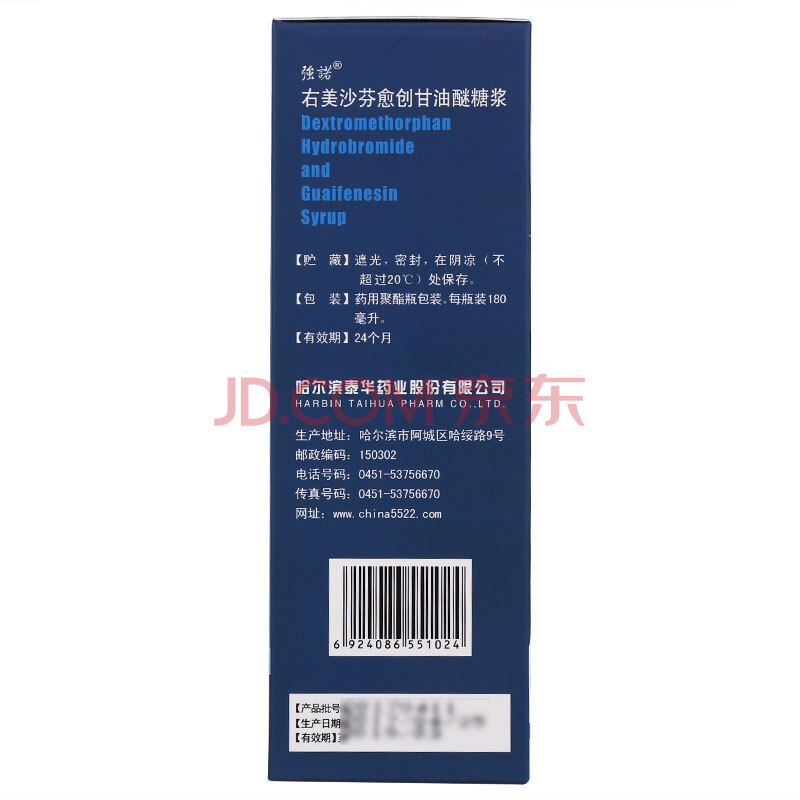 強諾®
右美沙芬愈创甘油醚糖浆
Dextromethorphan
Hydrobromide
and
Guaifenesin
Syrup
【贮 藏】遮光，密封，在阴凉（不
超过20℃）处保存。
【包 装】药用聚酯瓶包装。每瓶装180
毫升。
【有效期】24个月
哈尔滨泰华药业股份有限公司
HARBIN TAIHUA PHARM CO.,LTD.
JD.COM 京东
生产地址：哈尔滨市阿城区哈绥路9号
邮政编码：150302
电话号码：0451-53756670
传真号码：0451-53756670
网址：www.china5522.com
6 924086 551024
【产品批号
【生产日期
【有效期】